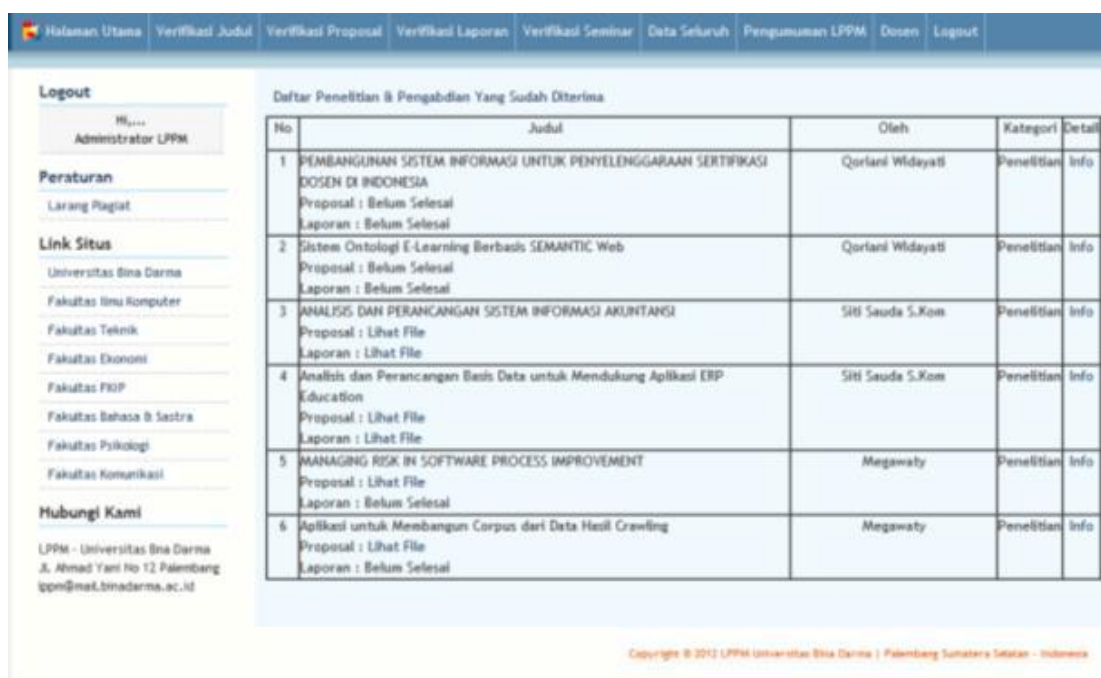 Halaman Utama Verifikasi Judul Verifikasi Proposal Verifikasi Laporan Verifikasi Seminar Data Seluruh Pengumuman LPPM Dosen Logout
Logout
Hi,...
Administrator LPPM
Peraturan
Larang Plagiat
Link Situs
Universitas Bina Darma
Fakultas Ilmu Komputer
Fakultas Teknik
Fakultas Ekonomi
Fakultas FKIP
Fakultas Bahasa & Sastra
Fakultas Psikologi
Fakultas Komunikasi
Hubungi Kami
LPPM - Universitas Bna Darma
JL. Ahmad Yani No 12 Palembang
lppm@mail.binadarma.ac.id
Daftar Penelitian & Pengabdian Yang Sudah Diterima
No Judul Oleh Kategori Detail
1 PEMBANGUNAN SISTEM INFORMASI UNTUK PENYELENGGARAAN SERTIFIKASI Qorlani Widayati Penelitian Info
DOSEN DI INDONESIA
Proposal : Belum Selesai
Laporan : Belum Selesai
2 Sistem Ontologi E-Learning Berbasis SEMANTIC Web Qorlani Widayati Penelitian Info
Proposal : Belum Selesai
Laporan : Belum Selesai
3 ANALISIS DAN PERANCANGAN SISTEM INFORMASI AKUNTANSI Siti Sauda S.Kom Penelitian Info
Proposal : Lihat File
Laporan : Lihat File
4 Analisis dan Perancangan Basis Data untuk Mendukung Aplikasi ERP Siti Sauda S.Kom Penelitian Info
Education
Proposal : Lihat File
Laporan : Lihat File
5 MANAGING RISK IN SOFTWARE PROCESS IMPROVEMENT Megawaty Penelitian Info
Proposal : Lihat File
Laporan : Belum Selesai
6 Aplikasi untuk Membangun Corpus dari Data Hasil Crawling Megawaty Penelitian Info
Proposal : Lihat File
Laporan : Belum Selesai
Copyright © 2012 LPPM Universitas Bina Darma | Palembang Sumatera Selatan - Indonesia